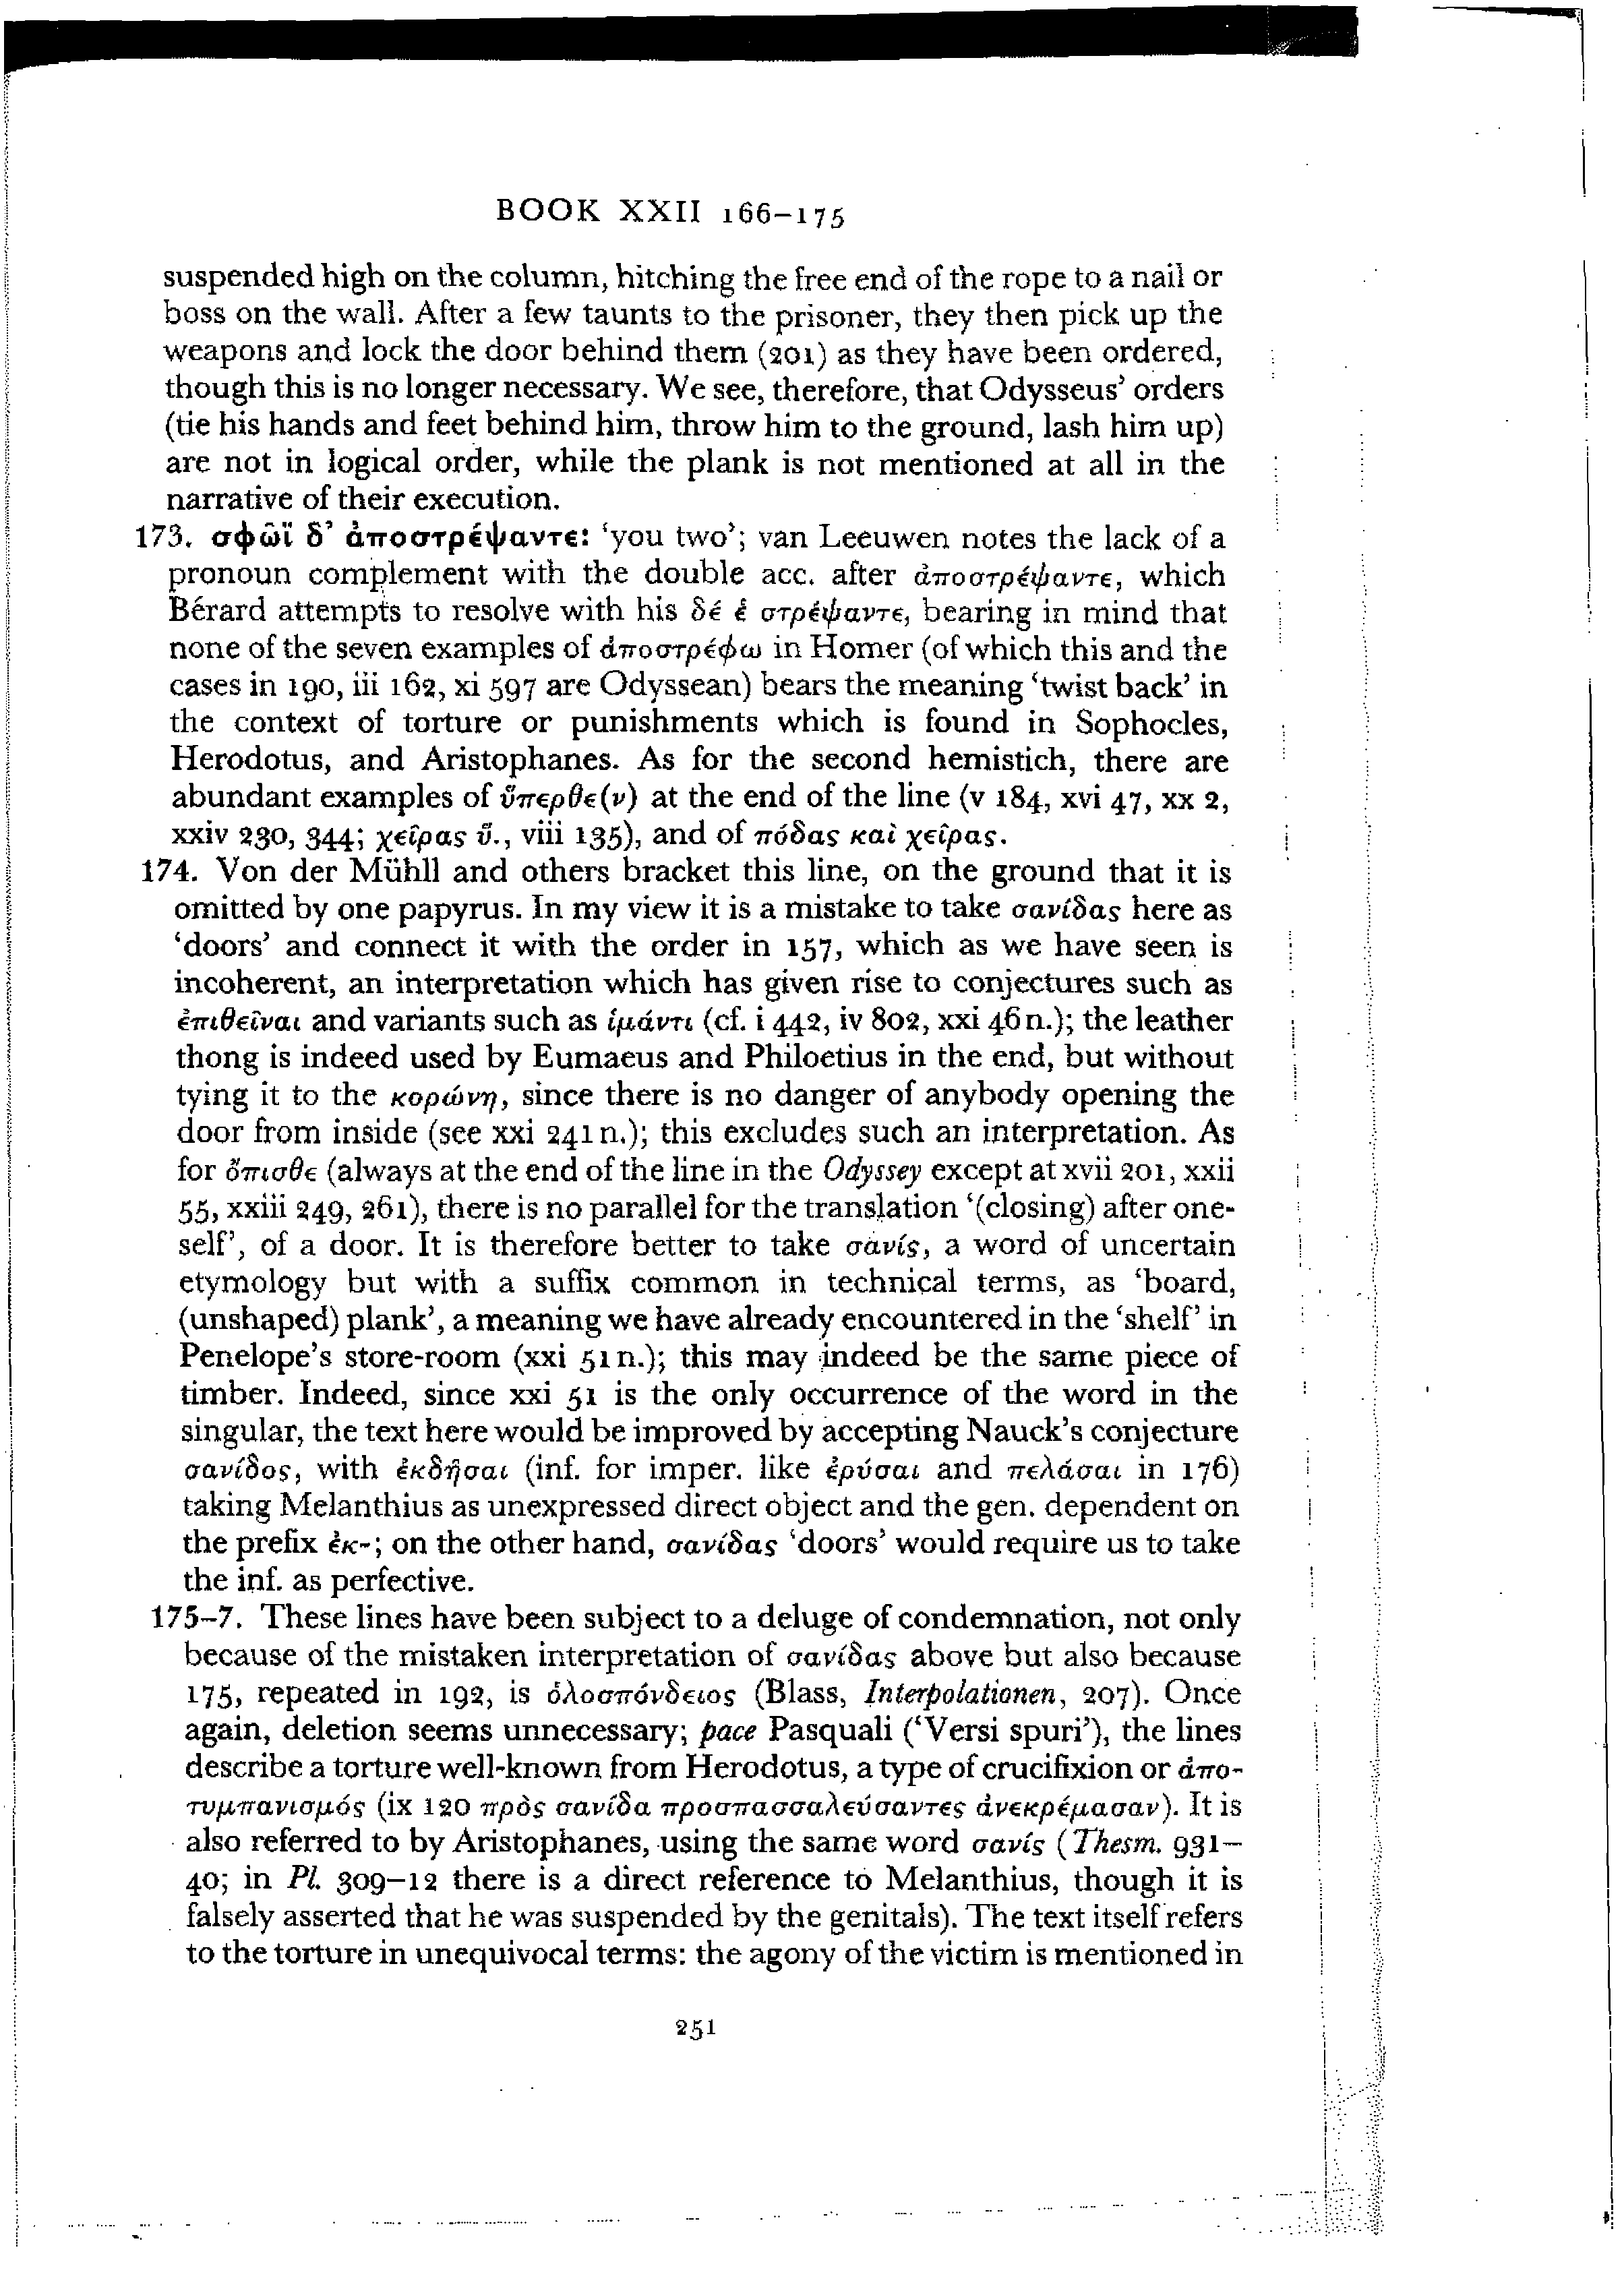 BOOK XXII 166–175
suspended high on the column, hitching the free end of the rope to a nail or
boss on the wall. After a few taunts to the prisoner, they then pick up the
weapons and lock the door behind them (201) as they have been ordered,
though this is no longer necessary. We see, therefore, that Odysseus' orders
(tie his hands and feet behind him, throw him to the ground, lash him up)
are not in logical order, while the plank is not mentioned at all in the
narrative of their execution.
173. σφῶϊ δ' ἀποστρέψαντε: 'you two'; van Leeuwen notes the lack of a
pronoun complement with the double acc. after ἀποστρέψαντε, which
Bérard attempts to resolve with his δέ ἑ στρέψαντε, bearing in mind that
none of the seven examples of ἀποστρέφω in Homer (of which this and the
cases in 190, iii 162, xi 597 are Odyssean) bears the meaning 'twist back' in
the context of torture or punishments which is found in Sophocles,
Herodotus, and Aristophanes. As for the second hemistich, there are
abundant examples of ὕπερθε(ν) at the end of the line (v 184, xvi 47, xx 2,
xxiv 230, 344; χεῖρας ὕ., viii 135), and of πόδας καὶ χεῖρας.
174. Von der Mühll and others bracket this line, on the ground that it is
omitted by one papyrus. In my view it is a mistake to take σανίδας here as
'doors' and connect it with the order in 157, which as we have seen is
incoherent, an interpretation which has given rise to conjectures such as
ἐπιθεῖναι and variants such as ἱμάντι (cf. i 442, iv 802, xxi 46 n.); the leather
thong is indeed used by Eumaeus and Philoetius in the end, but without
tying it to the κορώνη, since there is no danger of anybody opening the
door from inside (see xxi 241 n.); this excludes such an interpretation. As
for ὄπισθε (always at the end of the line in the Odyssey except at xvii 201, xxii
55, xxiii 249, 261), there is no parallel for the translation '(closing) after one-
self', of a door. It is therefore better to take σανίς, a word of uncertain
etymology but with a suffix common in technical terms, as 'board,
(unshaped) plank', a meaning we have already encountered in the 'shelf' in
Penelope's store-room (xxi 51 n.); this may indeed be the same piece of
timber. Indeed, since xxi 51 is the only occurrence of the word in the
singular, the text here would be improved by accepting Nauck's conjecture
σανίδος, with ἐκδῆσαι (inf. for imper. like ἐρύσαι and πελάσαι in 176)
taking Melanthius as unexpressed direct object and the gen. dependent on
the prefix ἐκ-; on the other hand, σανίδας 'doors' would require us to take
the inf. as perfective.
175–7. These lines have been subject to a deluge of condemnation, not only
because of the mistaken interpretation of σανίδας above but also because
175, repeated in 192, is ὁλοσπόνδειος (Blass, Interpolationen, 207). Once
again, deletion seems unnecessary; pace Pasquali ('Versi spuri'), the lines
describe a torture well-known from Herodotus, a type of crucifixion or ἀπο-
τυμπανισμός (ix 120 πρὸς σανίδα προσπασσαλεύσαντες ἀνεκρέμασαν). It is
also referred to by Aristophanes, using the same word σανίς (Thesm. 931–
40; in Pl. 309–12 there is a direct reference to Melanthius, though it is
falsely asserted that he was suspended by the genitals). The text itself refers
to the torture in unequivocal terms: the agony of the victim is mentioned in
251